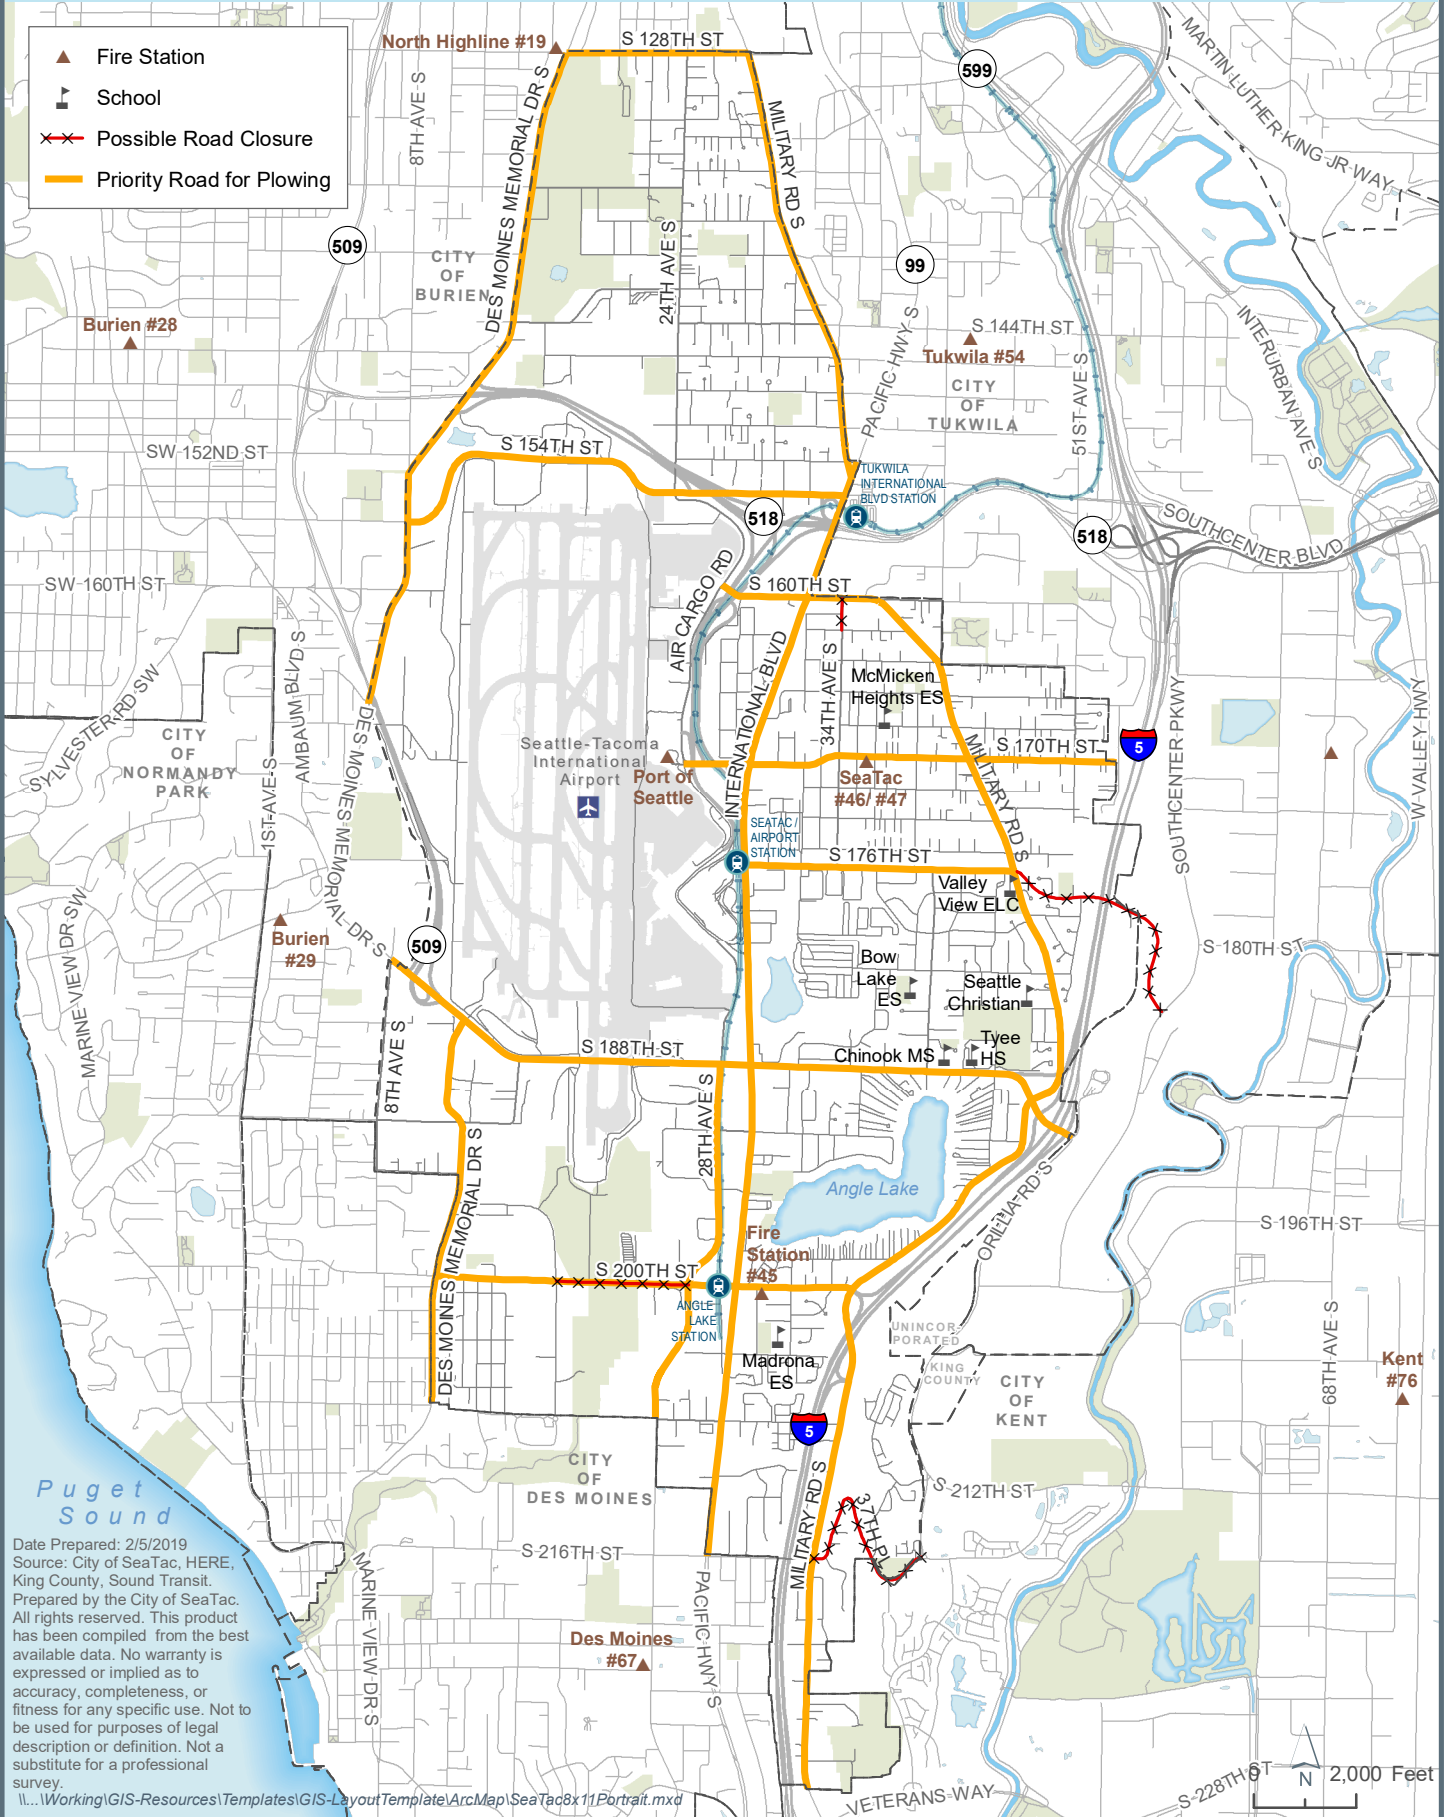 Fire Station
School
Possible Road Closure
Priority Road for Plowing
North Highline #19
S 128TH ST
599
MARTIN LUTHER KING JR WAY
8TH AVE S
DES MOINES MEMORIAL DR S
MILITARY RD S
24TH AVE S
509
99
CITY
OF
BURIEN
Burien #28
S 144TH ST
Tukwila #54
CITY
OF
TUKWILA
PACIFIC HWY S
51ST AVE S
INTERURBAN AVE S
SW 152ND ST
S 154TH ST
TUKWILA
INTERNATIONAL
BLVD STATION
518
518
SOUTHCENTER BLVD
SW 160TH ST
S 160TH ST
AIR CARGO RD
INTERNATIONAL BLVD
34TH AVE S
McMicken
Heights ES
SYLVESTER RD SW
AMBAUM BLVD S
1ST AVE S
DES MOINES MEMORIAL DR S
CITY
OF
NORMANDY
PARK
Seattle-Tacoma
International
Airport
Port of
Seattle
S 170TH ST
SeaTac
#46/ #47
MILITARY RD S
5
SOUTHCENTER PKWY
W VALLEY HWY
SEATAC /
AIRPORT
STATION
S 176TH ST
Valley
View ELC
MARINE VIEW DR SW
Burien
#29
509
Bow
Lake
ES
Seattle
Christian
S 180TH ST
8TH AVE S
S 188TH ST
Chinook MS
Tyee
HS
28TH AVE S
Angle Lake
ORILLIA RD S
S 196TH ST
DES MOINES MEMORIAL DR S
Fire
Station
#45
S 200TH ST
ANGLE
LAKE
STATION
DES MOINES MEMORIAL DR S
Madrona
ES
UNINCOR-
PORATED
KING
COUNTY
CITY
OF
KENT
68TH AVE S
Kent
#76
5
CITY
OF
DES MOINES
S 212TH ST
MILITARY RD S
37TH PL
Puget
Sound
S 216TH ST
MARINE VIEW DR S
PACIFIC HWY S
Des Moines
#67
Date Prepared: 2/5/2019
Source: City of SeaTac, HERE,
King County, Sound Transit.
Prepared by the City of SeaTac.
All rights reserved. This product
has been compiled from the best
available data. No warranty is
expressed or implied as to
accuracy, completeness, or
fitness for any specific use. Not to
be used for purposes of legal
description or definition. Not a
substitute for a professional
survey.
\\...\Working\GIS-Resources\Templates\GIS-LayoutTemplate\ArcMap\SeaTac8x11Portrait.mxd
VETERANS WAY
S 228TH ST
0
N
2,000 Feet